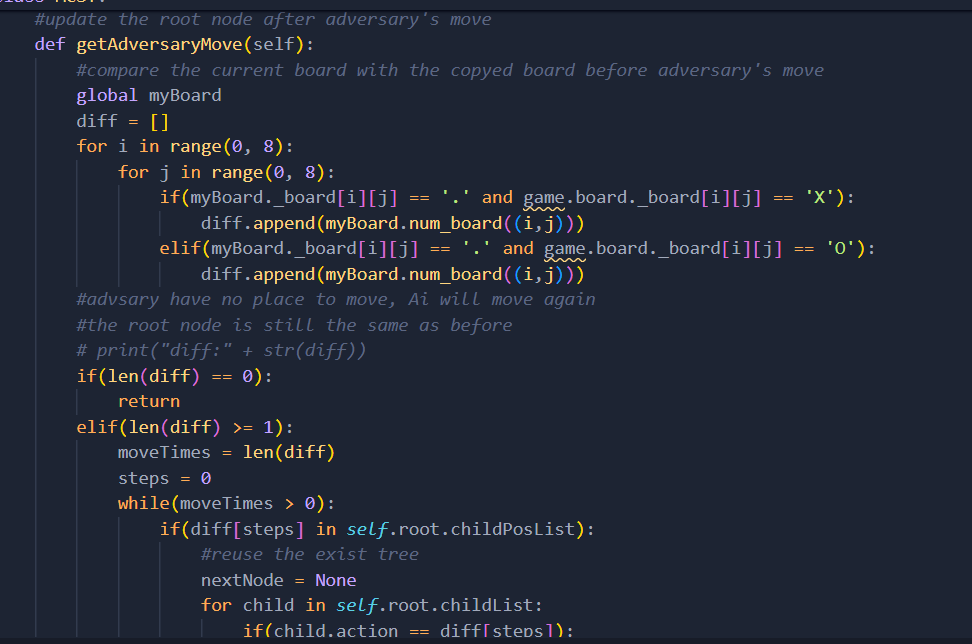 #update the root node after adversary's move
def getAdversaryMove(self):
#compare the current board with the copyed board before adversary's move
global myBoard
diff = []
for i in range(0, 8):
for j in range(0, 8):
if(myBoard._board[i][j] == '.' and game.board._board[i][j] == 'X'):
diff.append(myBoard.num_board((i,j)))
elif(myBoard._board[i][j] == '.' and game.board._board[i][j] == 'O'):
diff.append(myBoard.num_board((i,j)))
#advsary have no place to move, Ai will move again
#the root node is still the same as before
# print("diff:" + str(diff))
if(len(diff) == 0):
return
elif(len(diff) >= 1):
moveTimes = len(diff)
steps = 0
while(moveTimes > 0):
if(diff[steps] in self.root.childPosList):
#reuse the exist tree
nextNode = None
for child in self.root.childList:
if(child.action == diff[steps]):